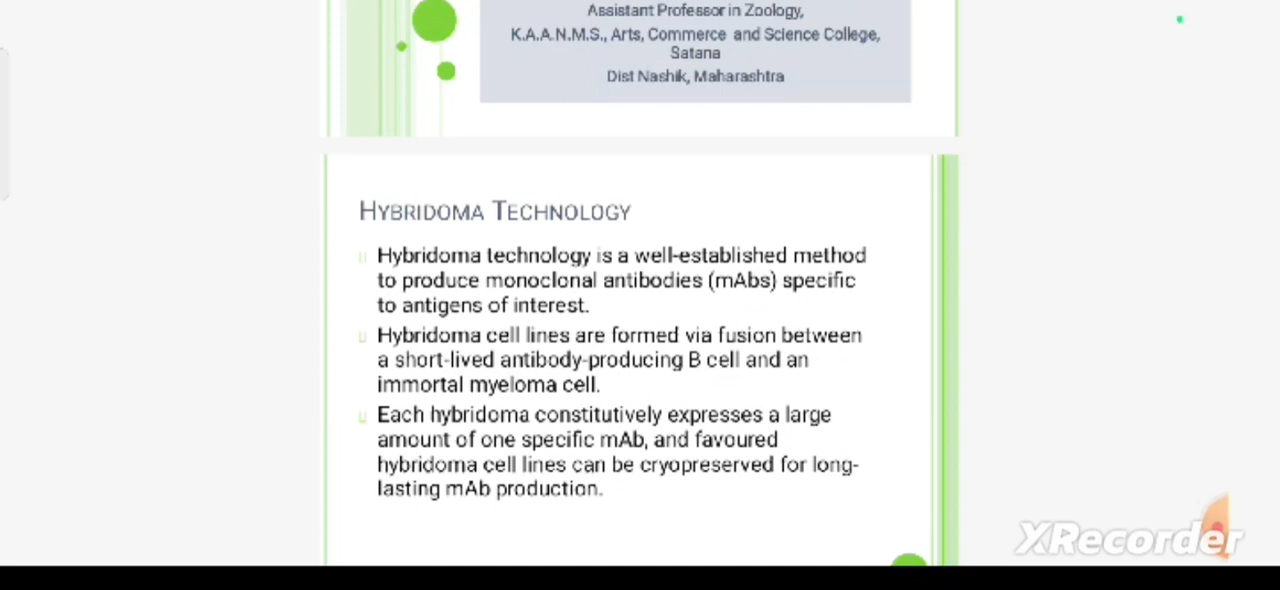 Assistant Professor in Zoology,
K.A.A.N.M.S., Arts, Commerce and Science College,
Satana
Dist Nashik, Maharashtra
HYBRIDOMA TECHNOLOGY
Hybridoma technology is a well-established method
to produce monoclonal antibodies (mAbs) specific
to antigens of interest.
Hybridoma cell lines are formed via fusion between
a short-lived antibody-producing B cell and an
immortal myeloma cell.
Each hybridoma constitutively expresses a large
amount of one specific mAb, and favoured
hybridoma cell lines can be cryopreserved for long-
lasting mAb production.
XRecorder